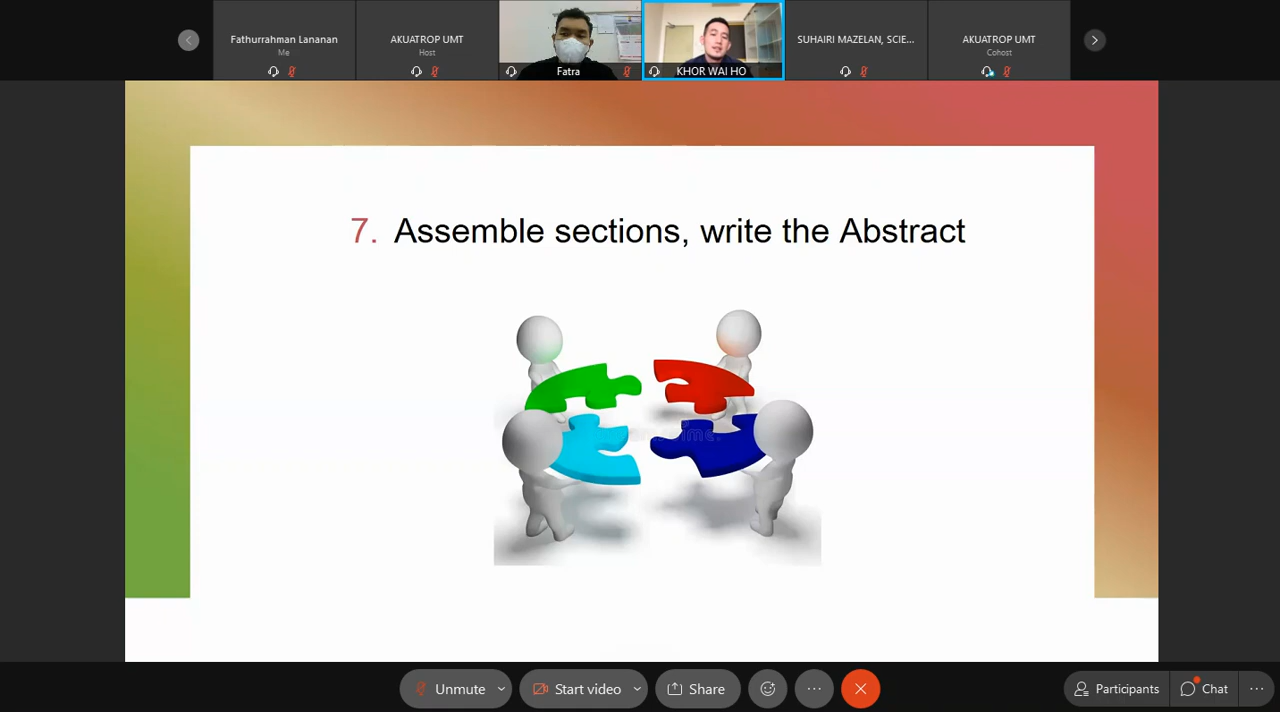 Fathurrahman Lananan
Me
AKUATROP UMT
Host
Fatra
KHOR WAI HO
SUHAIRI MAZELAN, SCIE...
AKUATROP UMT
Cohost
7. Assemble sections, write the Abstract
Unmute
Start video
Share
Participants
Chat